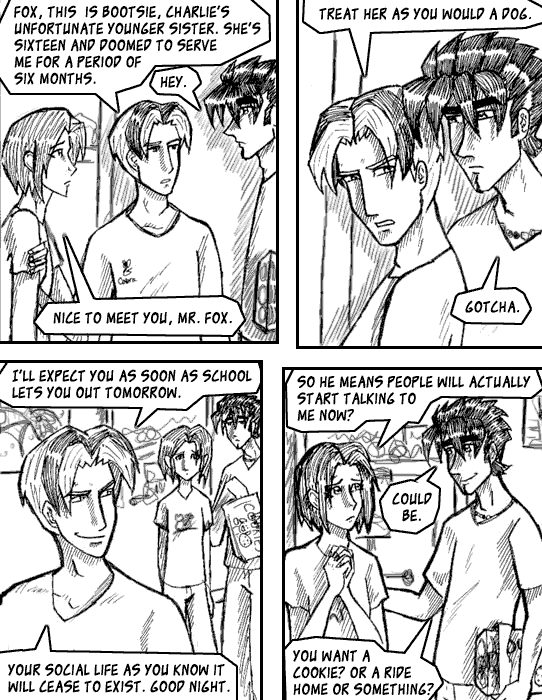 FOX, THIS IS BOOTSIE, CHARLIE'S
UNFORTUNATE YOUNGER SISTER. SHE'S
SIXTEEN AND DOOMED TO SERVE
ME FOR A PERIOD OF
SIX MONTHS.
HEY.
NICE TO MEET YOU, MR. FOX.
TREAT HER AS YOU WOULD A DOG.
GOTCHA.
I'LL EXPECT YOU AS SOON AS SCHOOL
LETS YOU OUT TOMORROW.
YOUR SOCIAL LIFE AS YOU KNOW IT
WILL CEASE TO EXIST. GOOD NIGHT.
SO HE MEANS PEOPLE WILL ACTUALLY
START TALKING TO
ME NOW?
COULD
BE.
YOU WANT A
COOKIE? OR A RIDE
HOME OR SOMETHING?